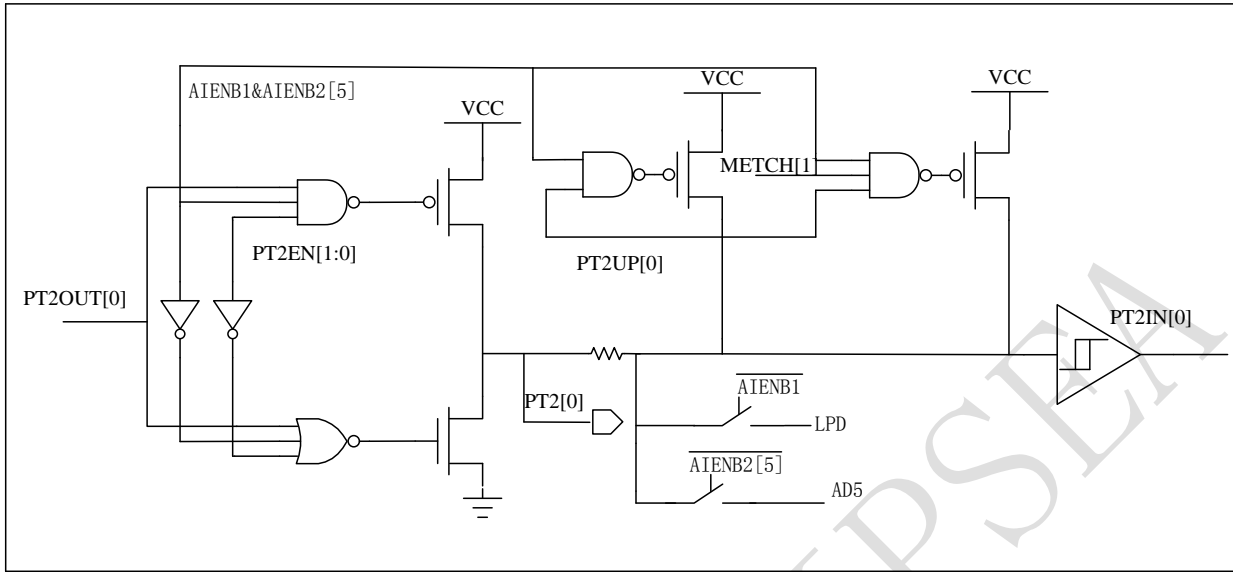 AIENB1&AIENB2[5]
VCC
VCC
VCC
METCH[1]
PT2EN[1:0]
PT2UP[0]
PT2OUT[0]
PT2IN[0]
AIENB1
PT2[0]
LPD
AIENB2[5]
AD5